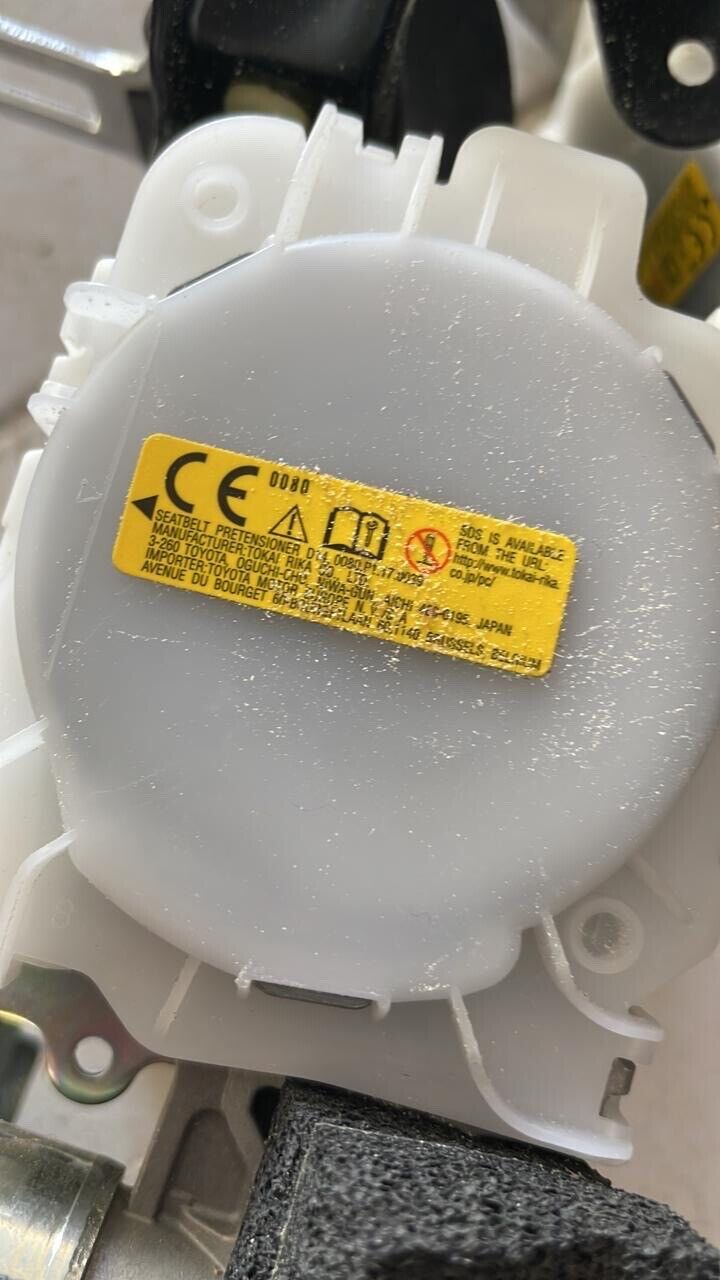 CE 0080
SEATBELT PRETENSIONER
MANUFACTURER:TOKAI RIKA CO., LTD.
3-260 TOYOTA, OGUCHI-CHO, NIWA-GUN, AICHI JAPAN
IMPORTER:TOYOTA MOTOR EUROPE N.V./S.A
AVENUE DU BOURGET BRUSSELS, BELGIUM
SDS IS AVAILABLE
FROM THE URL:
http://www.tokai-rika.
co.jp/pc/